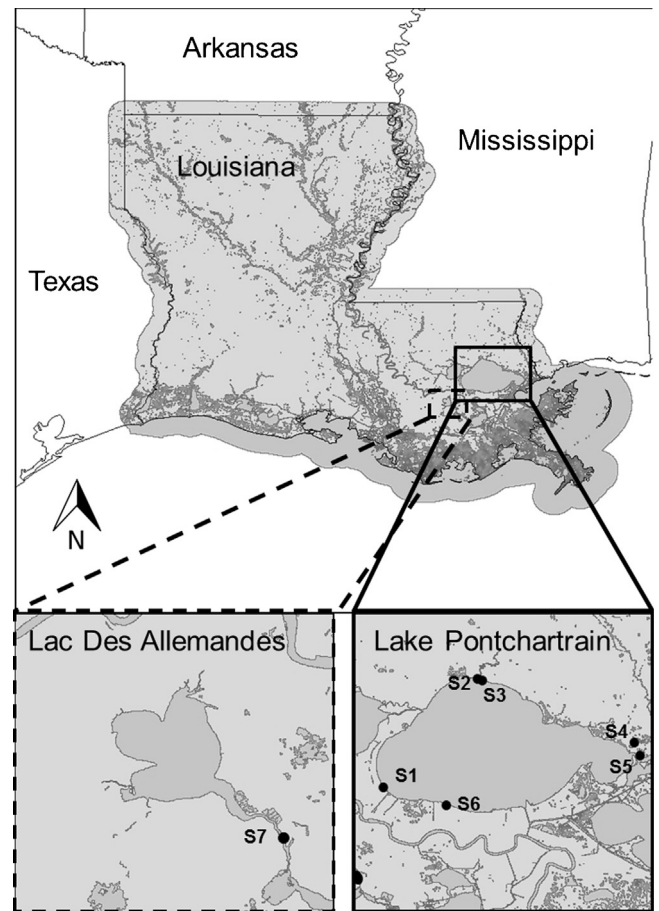 Arkansas
Mississippi
Louisiana
Texas
N
Lac Des Allemandes
Lake Pontchartrain
S2
S3
S4
S5
S1
S6
S7